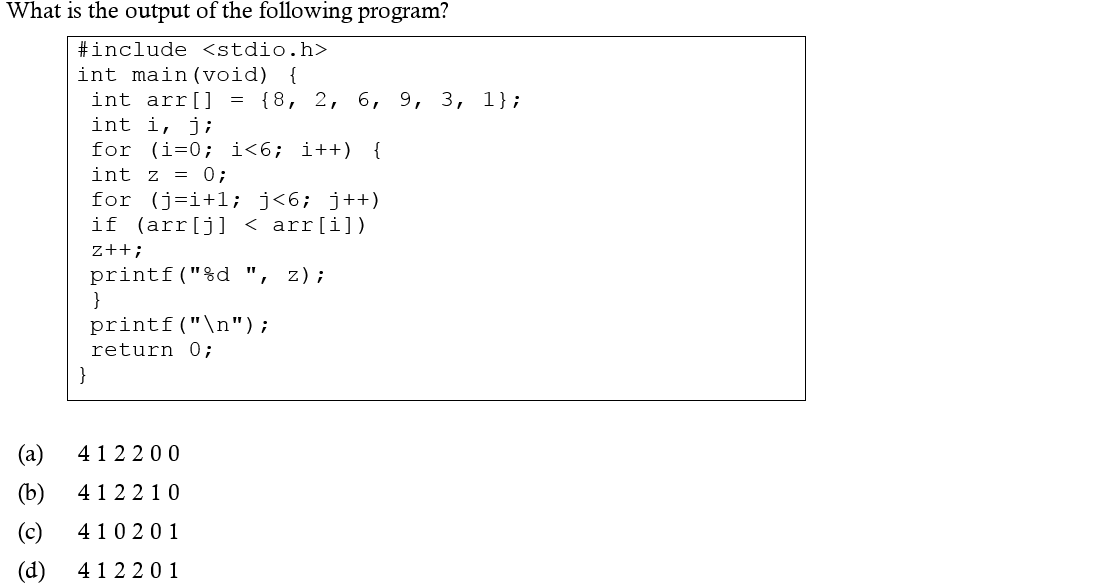 What is the output of the following program?
#include <stdio.h>
int main(void) {
int arr[] = {8, 2, 6, 9, 3, 1};
int i, j;
for (i=0; i<6; i++) {
int z = 0;
for (j=i+1; j<6; j++)
if (arr[j] < arr[i])
z++;
printf("%d ", z);
}
printf("\n");
return 0;
}
(a) 4 1 2 2 0 0
(b) 4 1 2 2 1 0
(c) 4 1 0 2 0 1
(d) 4 1 2 2 0 1